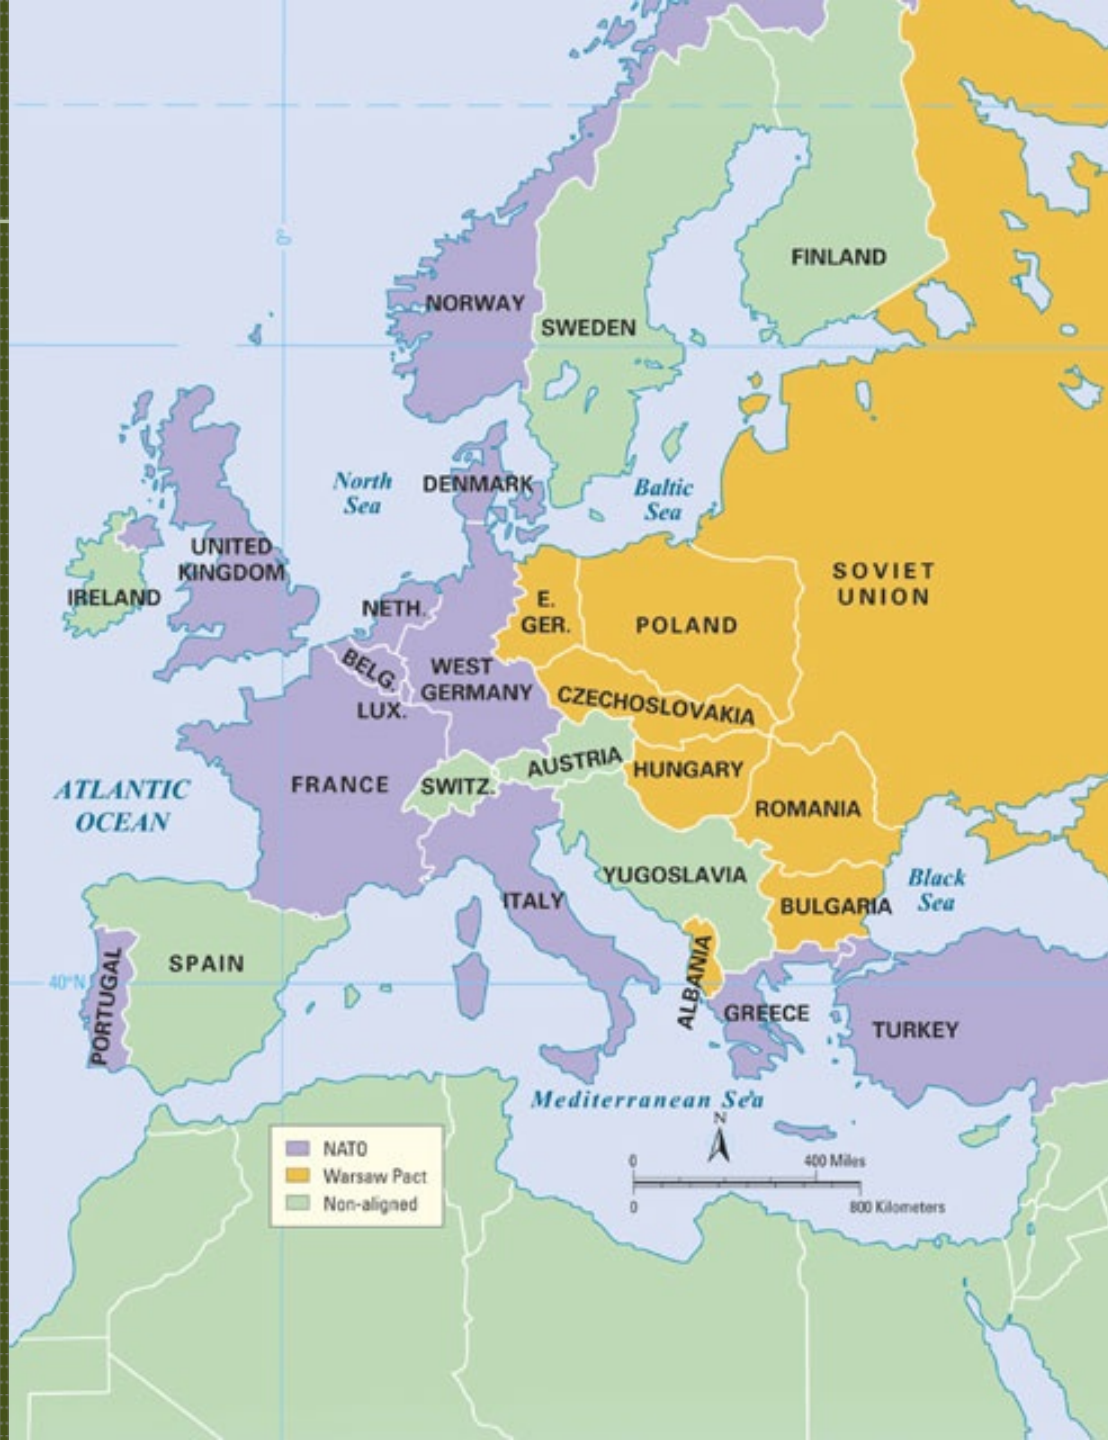 0°
FINLAND
NORWAY
SWEDEN
North
Sea
DENMARK
Baltic
Sea
UNITED
KINGDOM
IRELAND
NETH.
E.
GER.
POLAND
SOVIET
UNION
BELG.
WEST
GERMANY
LUX.
CZECHOSLOVAKIA
AUSTRIA
HUNGARY
FRANCE
SWITZ.
ROMANIA
ATLANTIC
OCEAN
YUGOSLAVIA
Black
Sea
ITALY
BULGARIA
SPAIN
PORTUGAL
40°N
ALBANIA
GREECE
TURKEY
Mediterranean Sea
N
NATO
Warsaw Pact
Non-aligned
0 400 Miles
0 800 Kilometers